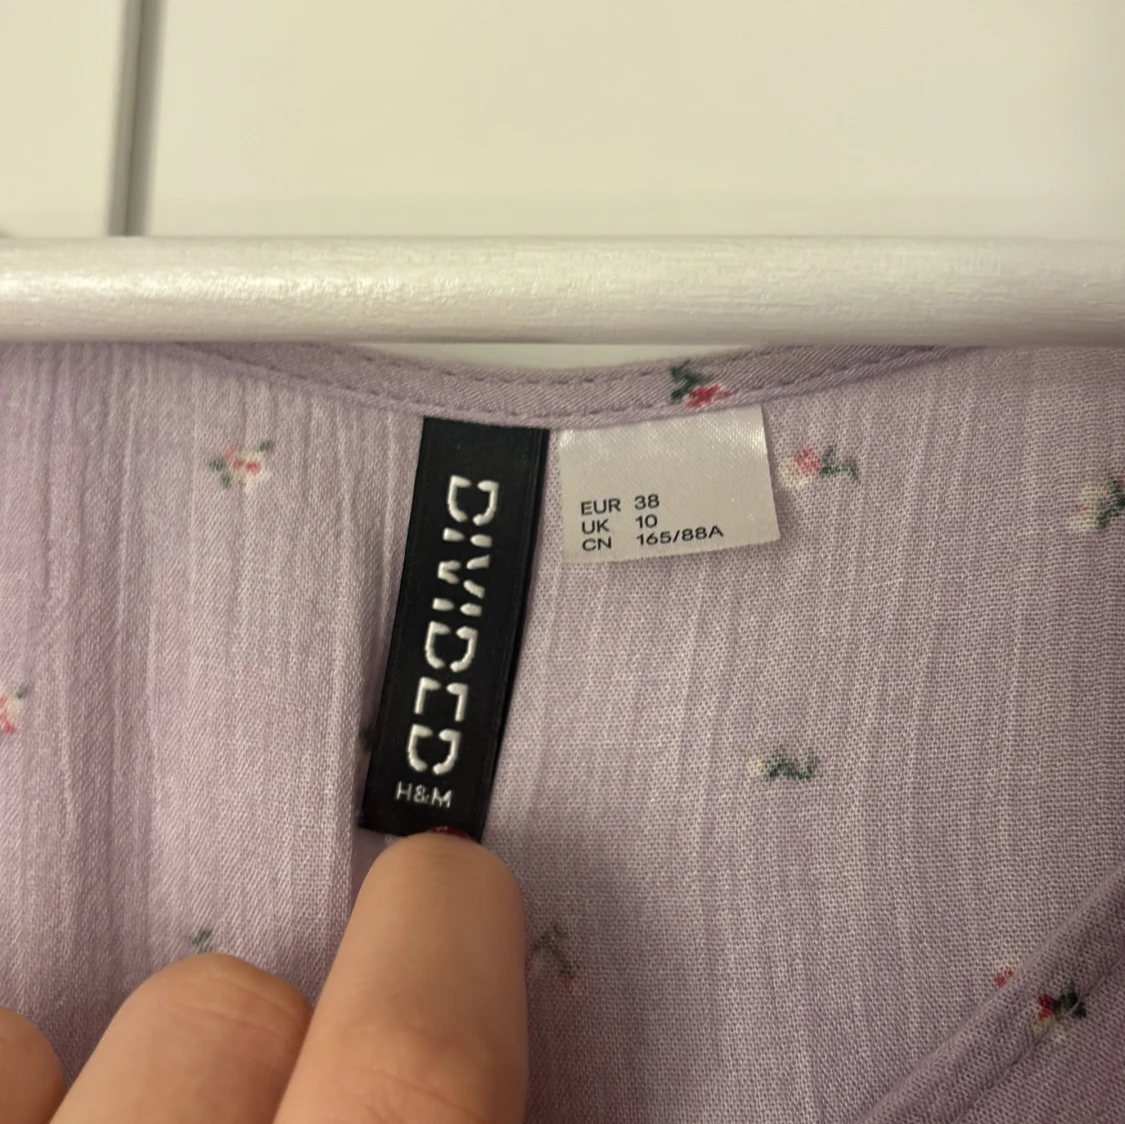 DIVIDED
H&M
EUR 38
UK 10
CN 165/88A